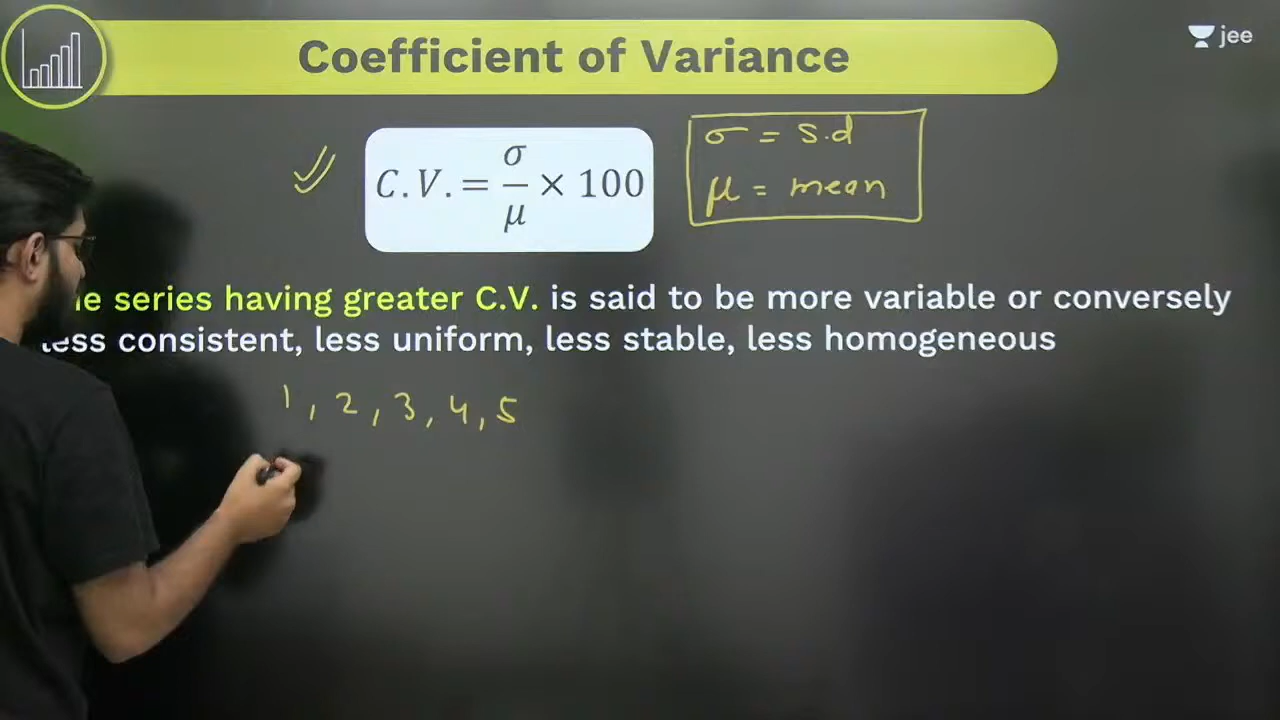 Coefficient of Variance
jee
C.V.= σ/μ × 100
σ = s.d
μ = mean
series having greater C.V. is said to be more variable or conversely
less consistent, less uniform, less stable, less homogeneous
1, 2, 3, 4, 5